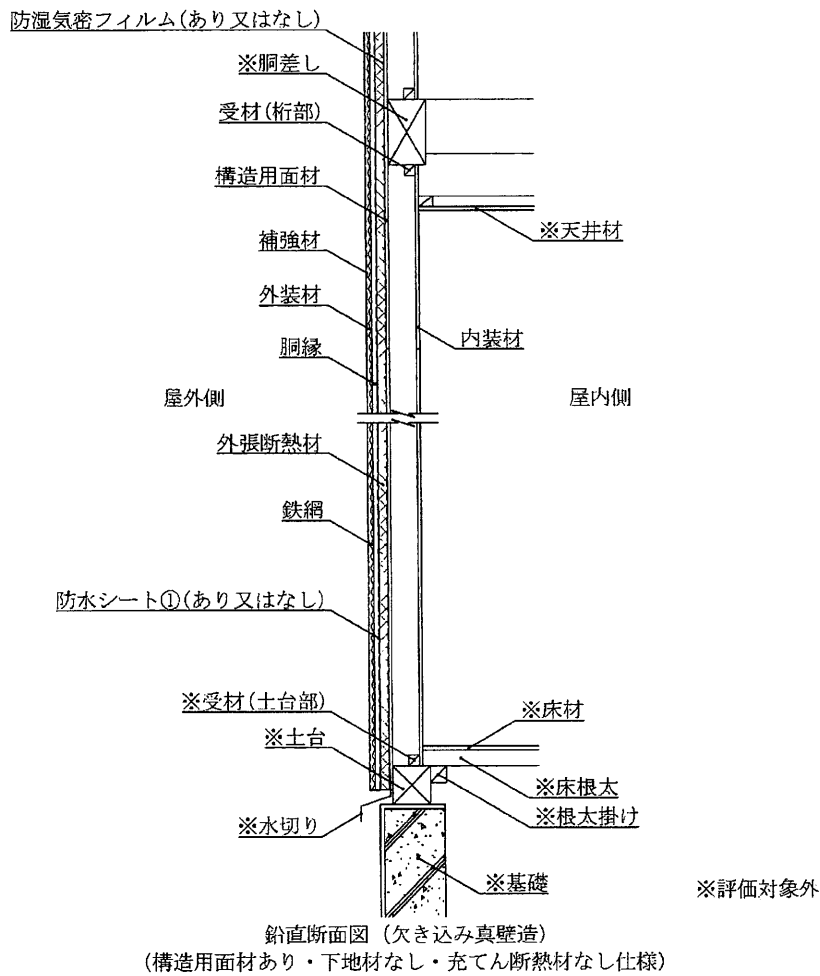 防湿気密フィルム(あり又はなし)
※胴差し
受材(桁部)
構造用面材
※天井材
補強材
外装材
内装材
胴縁
屋外側
屋内側
外張断熱材
鉄網
防水シート①(あり又はなし)
※受材(土台部)
※床材
※土台
※床根太
※根太掛け
※水切り
※基礎
※評価対象外
鉛直断面図（欠き込み真壁造）
(構造用面材あり・下地材なし・充てん断熱材なし仕様)